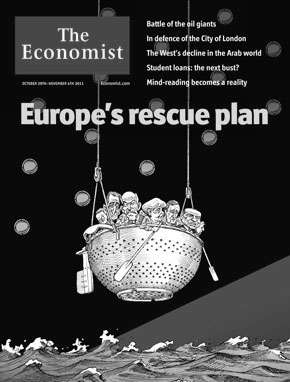 The
Economist
OCTOBER 29TH–NOVEMBER 4TH 2011
Economist.com
Battle of the oil giants
In defence of the City of London
The West's decline in the Arab world
Student loans: the next bust?
Mind-reading becomes a reality
Europe's rescue plan